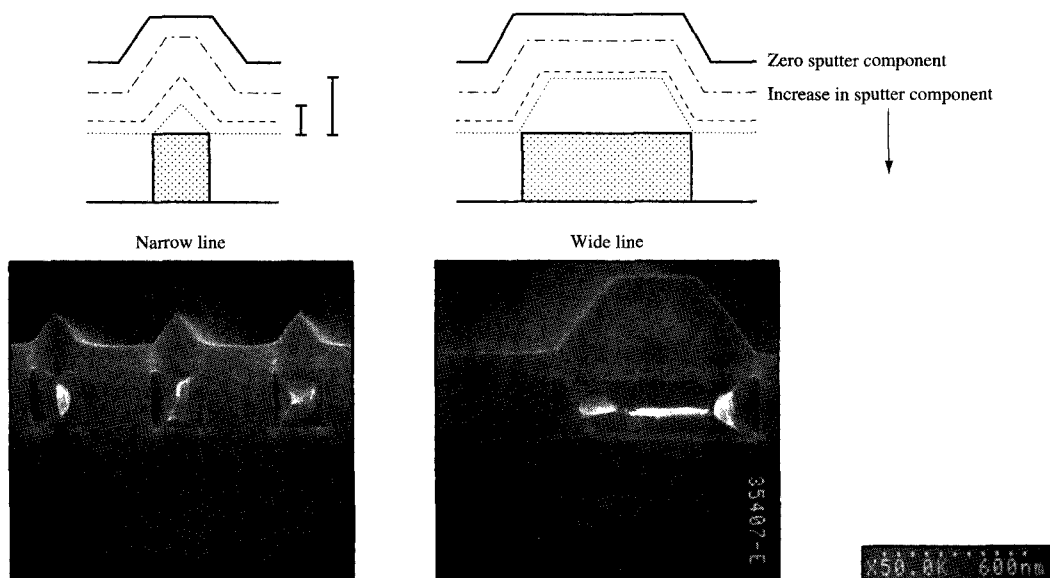 Zero sputter component
Increase in sputter component
Narrow line
Wide line
35407-E
X50.0K 600nm